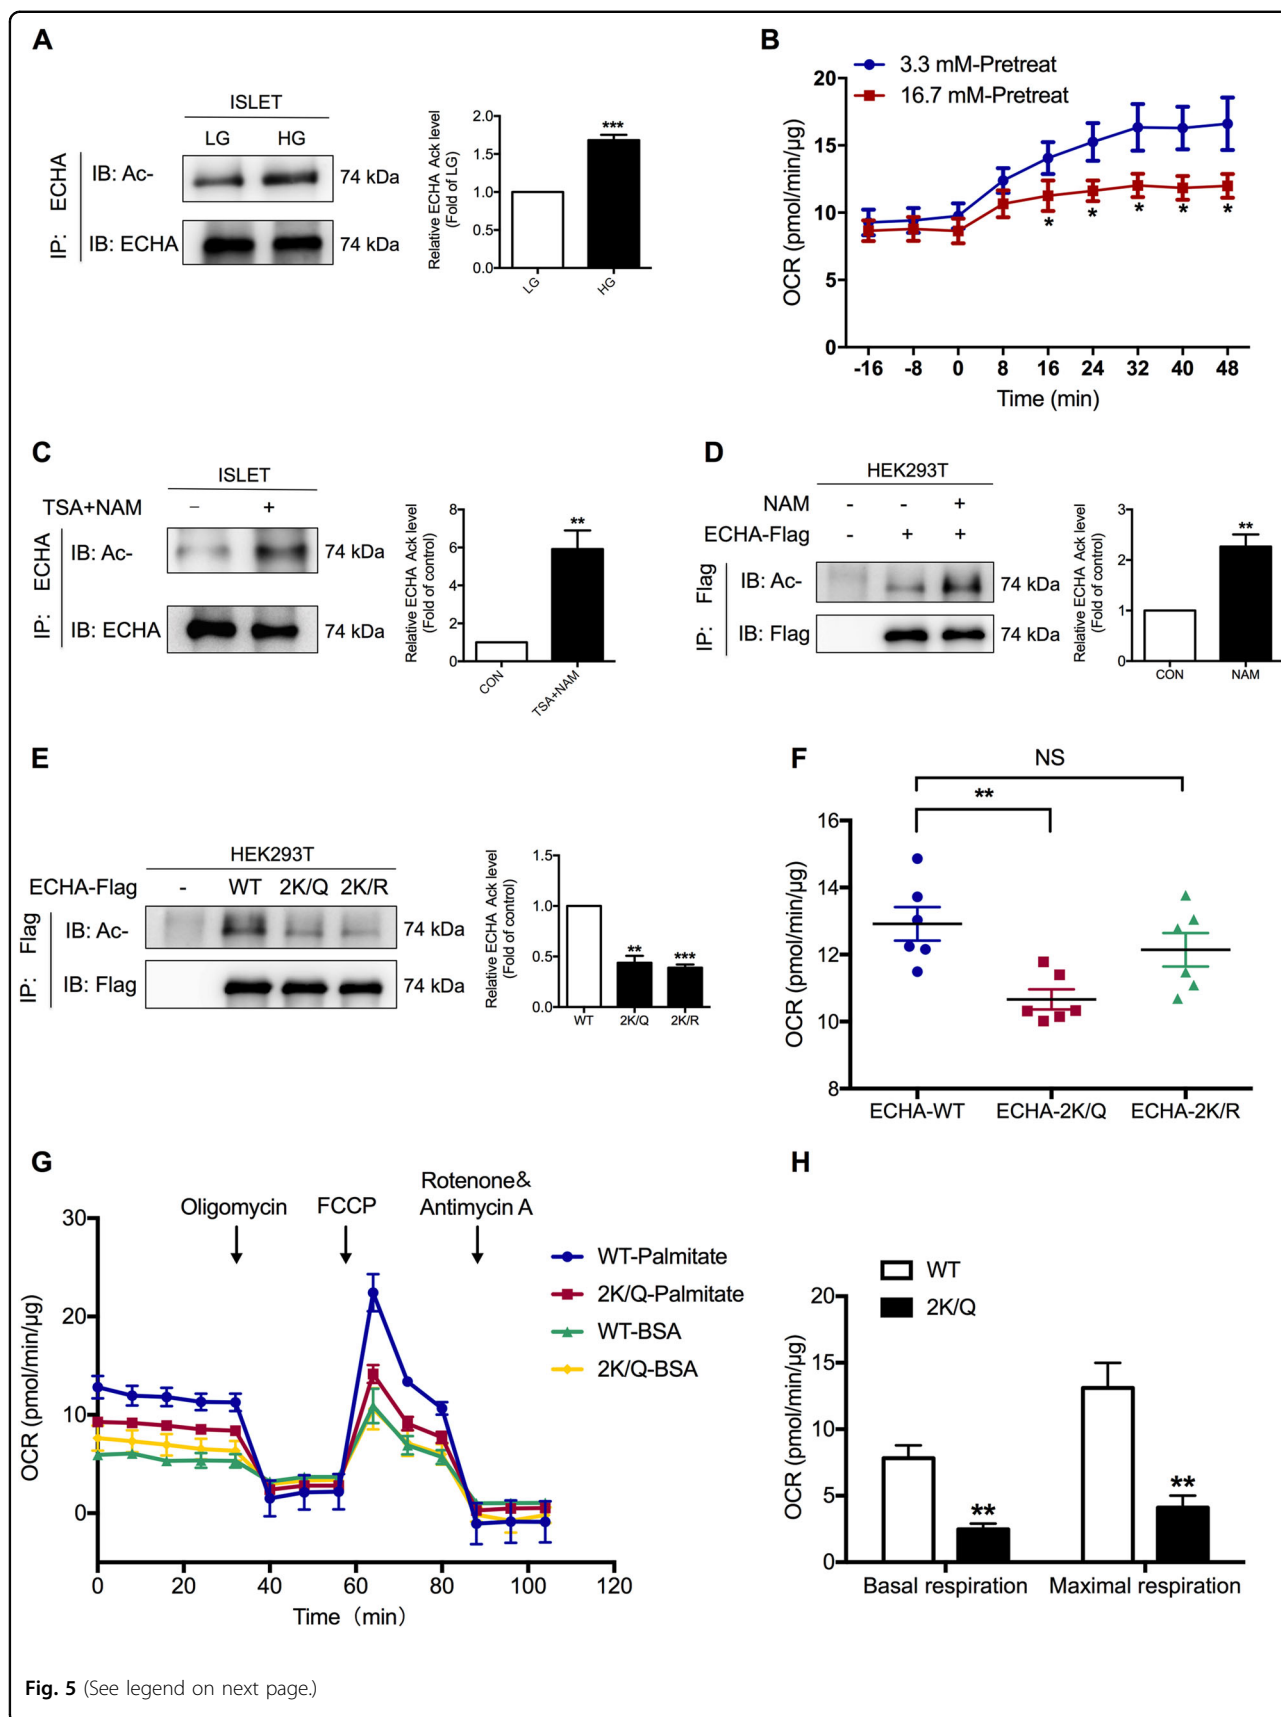 A
ISLET
LG HG
IP: ECHA
IB: Ac-
74 kDa
IB: ECHA
74 kDa
Relative ECHA Ack level
(Fold of LG)
2.0
1.5
1.0
0.5
0.0
***
LG
HG
B
3.3 mM-Pretreat
16.7 mM-Pretreat
OCR (pmol/min/µg)
20
15
10
5
0
* * * * *
-16 -8 0 8 16 24 32 40 48
Time (min)
C
ISLET
TSA+NAM – +
IP: ECHA
IB: Ac-
74 kDa
IB: ECHA
74 kDa
Relative ECHA Ack level
(Fold of control)
8
6
4
2
0
**
CON
TSA+NAM
D
HEK293T
NAM - - +
ECHA-Flag - + +
IP: Flag
IB: Ac-
74 kDa
IB: Flag
74 kDa
Relative ECHA Ack level
(Fold of control)
3
2
1
0
**
CON
NAM
E
HEK293T
ECHA-Flag - WT 2K/Q 2K/R
IP: Flag
IB: Ac-
74 kDa
IB: Flag
74 kDa
Relative ECHA Ack level
(Fold of control)
1.5
1.0
0.5
0.0
**
***
WT 2K/Q 2K/R
F
NS
**
OCR (pmol/min/µg)
16
14
12
10
8
ECHA-WT ECHA-2K/Q ECHA-2K/R
G
Oligomycin
FCCP
Rotenone&
Antimycin A
OCR (pmol/min/µg)
30
20
10
0
WT-Palmitate
2K/Q-Palmitate
WT-BSA
2K/Q-BSA
0 20 40 60 80 100 120
Time (min)
H
WT
2K/Q
OCR (pmol/min/µg)
20
15
10
5
0
**
**
Basal respiration
Maximal respiration
Fig. 5 (See legend on next page.)